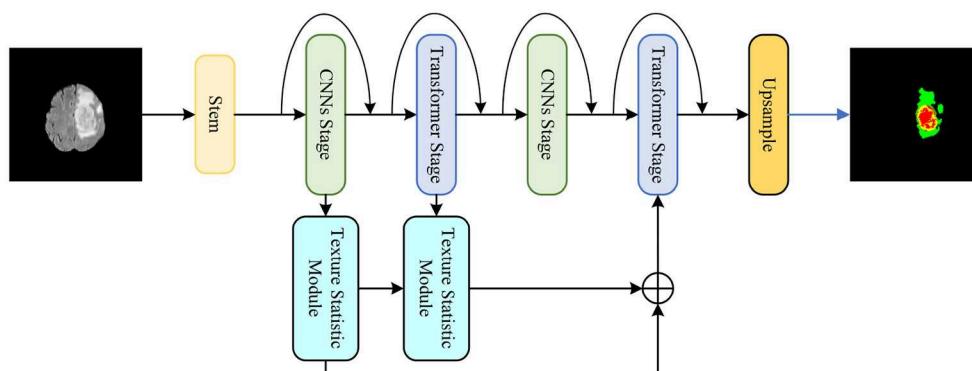 Stem
CNNs Stage
Transformer Stage
CNNs Stage
Transformer Stage
Upsample
Texture Statistic
Module
Texture Statistic
Module